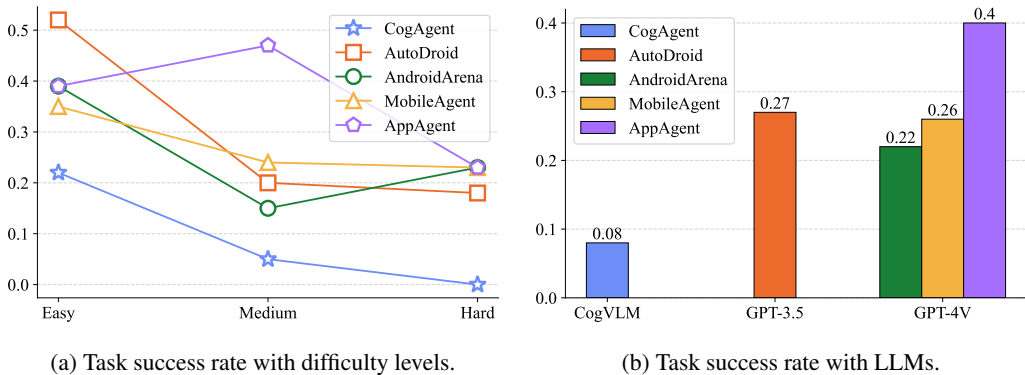 0.5
0.4
0.3
0.2
0.1
0.0
Easy
Medium
Hard
CogAgent
AutoDroid
AndroidArena
MobileAgent
AppAgent
(a) Task success rate with difficulty levels.
0.4
0.3
0.2
0.1
0.0
CogAgent
AutoDroid
AndroidArena
MobileAgent
AppAgent
0.08
0.27
0.22
0.26
0.4
CogVLM
GPT-3.5
GPT-4V
(b) Task success rate with LLMs.